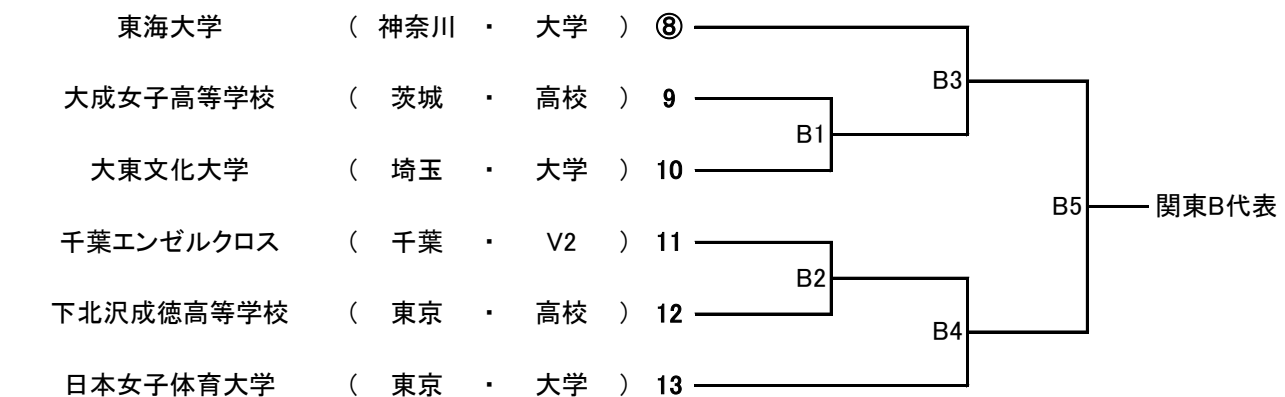 東海大学 ( 神奈川 ・ 大学 ) ⑧
B3
大成女子高等学校 ( 茨城 ・ 高校 ) 9
B1
大東文化大学 ( 埼玉 ・ 大学 ) 10
B5 関東B代表
千葉エンゼルクロス ( 千葉 ・ V2 ) 11
B2
下北沢成徳高等学校 ( 東京 ・ 高校 ) 12
B4
日本女子体育大学 ( 東京 ・ 大学 ) 13